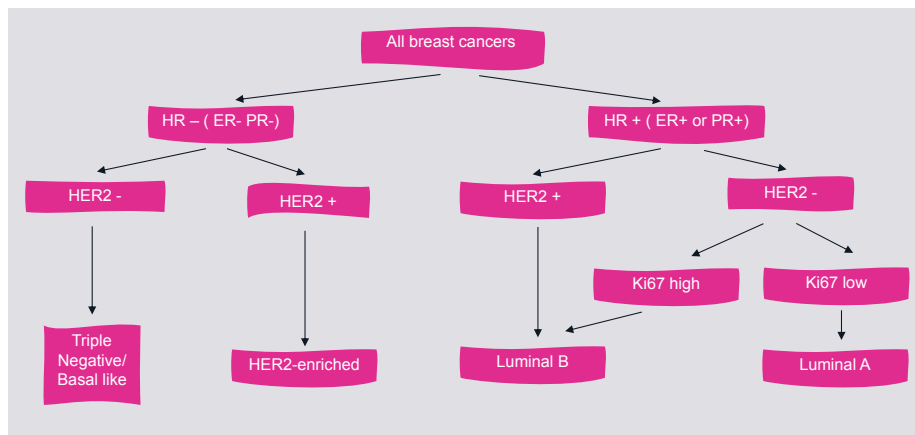 All breast cancers
HR – ( ER- PR-)
HR + ( ER+ or PR+)
HER2 -
HER2 +
HER2 +
HER2 -
Ki67 high
Ki67 low
Triple
Negative/
Basal like
HER2-enriched
Luminal B
Luminal A